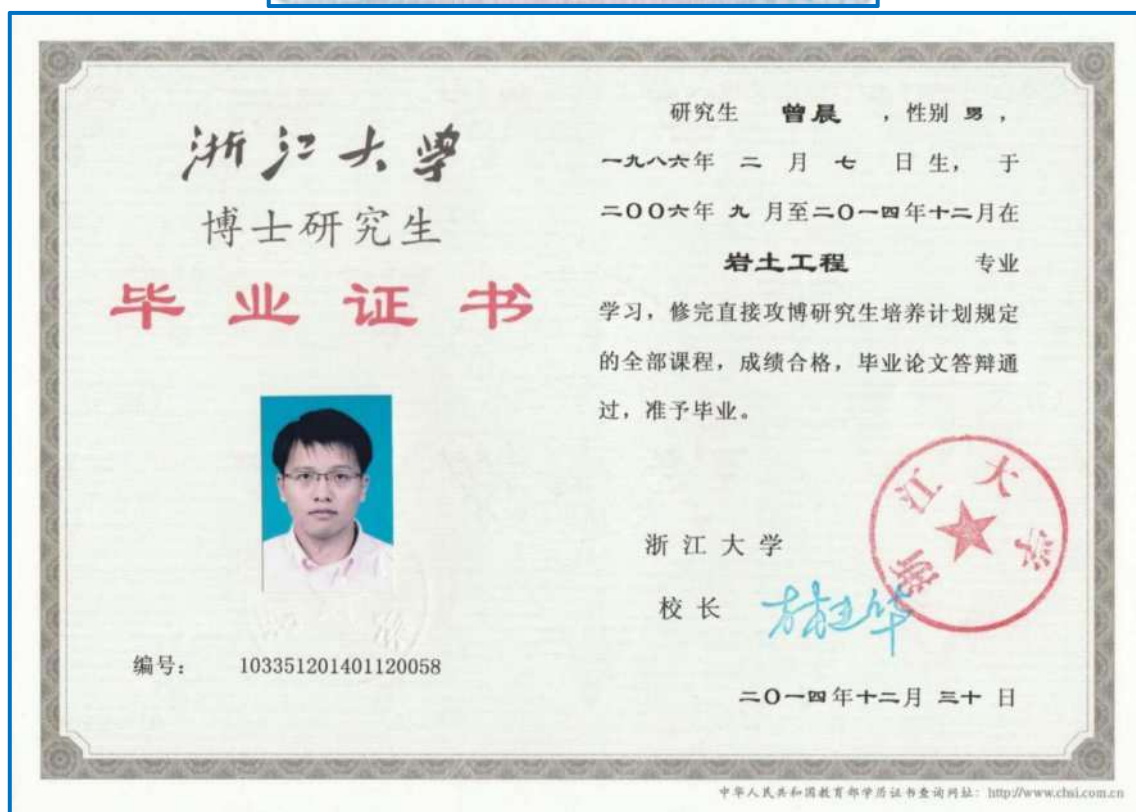 浙江大学
博士研究生
毕业证书
编号： 103351201401120058
研究生 曾晨 ，性别 男，
一九八六年 二 月 七 日生， 于
二〇〇六年 九 月至二〇一四年十二月在
岩土工程 专业
学习，修完直接攻博研究生培养计划规定
的全部课程，成绩合格，毕业论文答辩通
过，准予毕业。
浙江大学
浙江大学
校长
二〇一四年十二月 三十 日
中华人民共和国教育部学历证书查询网址：http://www.chsi.com.cn